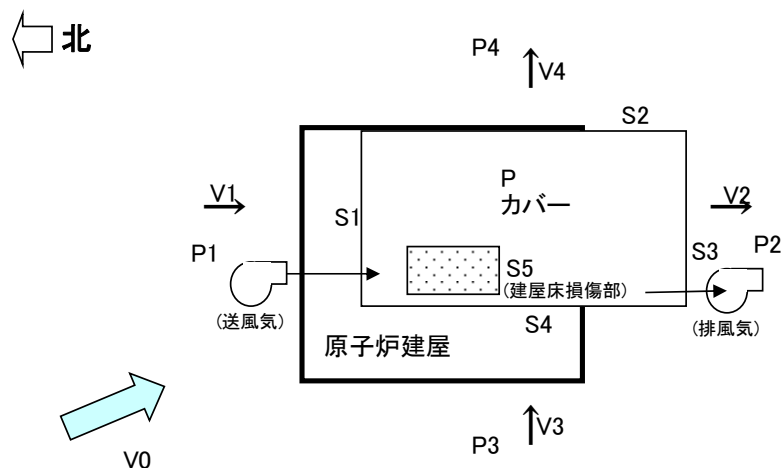 北
P4
V4
S2
P
カバー
V1
V2
S1
S3
P1
P2
S5
(建屋床損傷部)
(送風気)
(排風気)
S4
原子炉建屋
V3
P3
V0